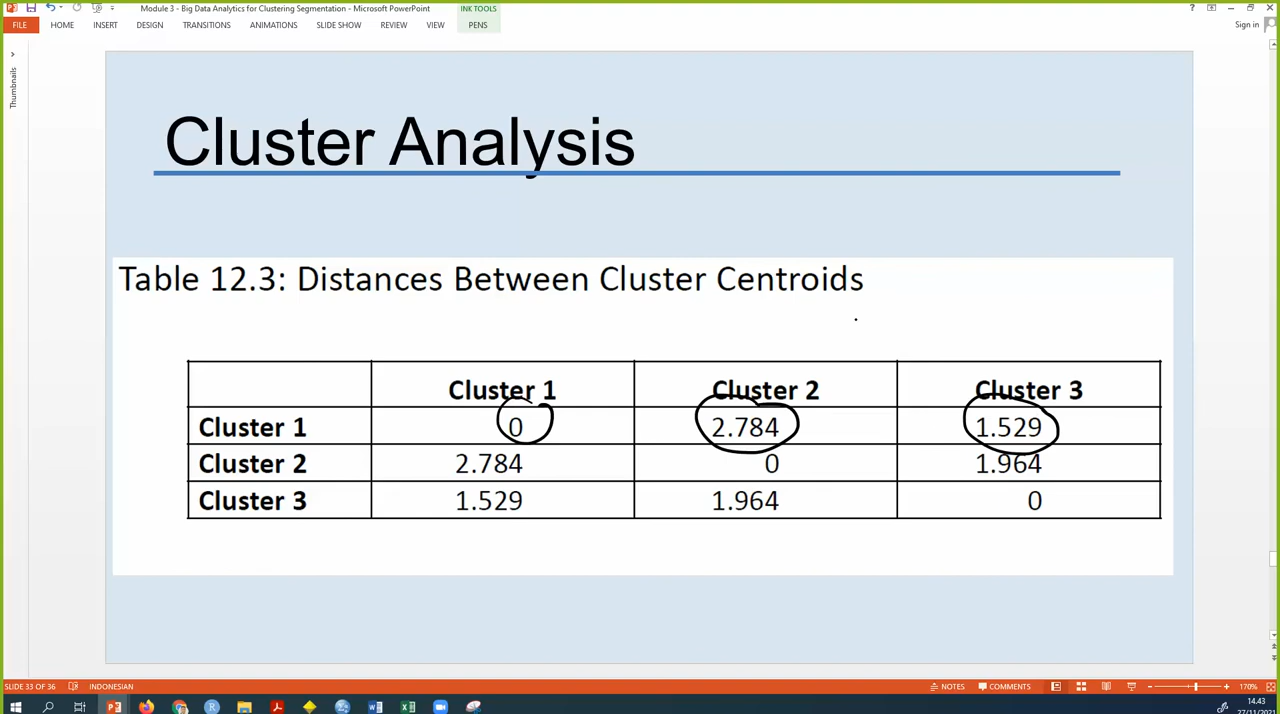 Module 3 - Big Data Analytics for Clustering Segmentation - Microsoft PowerPoint
INK TOOLS
?
FILE HOME INSERT DESIGN TRANSITIONS ANIMATIONS SLIDE SHOW REVIEW VIEW PENS
Sign in
Thumbnails
Cluster Analysis
Table 12.3: Distances Between Cluster Centroids
Cluster 1 Cluster 2 Cluster 3
Cluster 1 0 2.784 1.529
Cluster 2 2.784 0 1.964
Cluster 3 1.529 1.964 0
SLIDE 33 OF 36 INDONESIAN NOTES COMMENTS 170%
14.43
27/11/2021